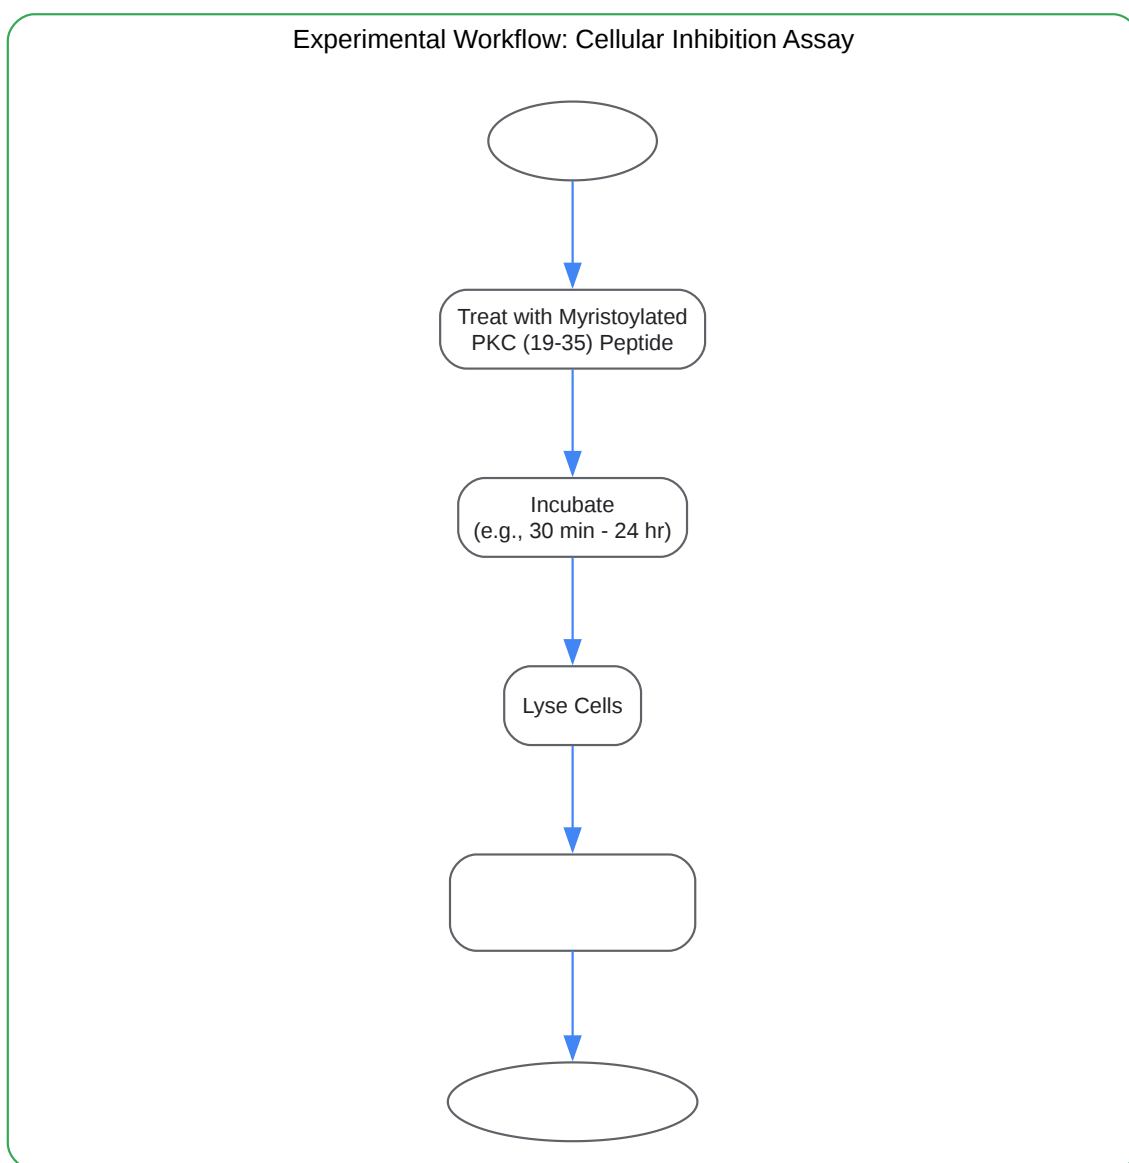 Experimental Workflow: Cellular Inhibition Assay
Treat with Myristoylated
PKC (19-35) Peptide
Incubate
(e.g., 30 min - 24 hr)
Lyse Cells